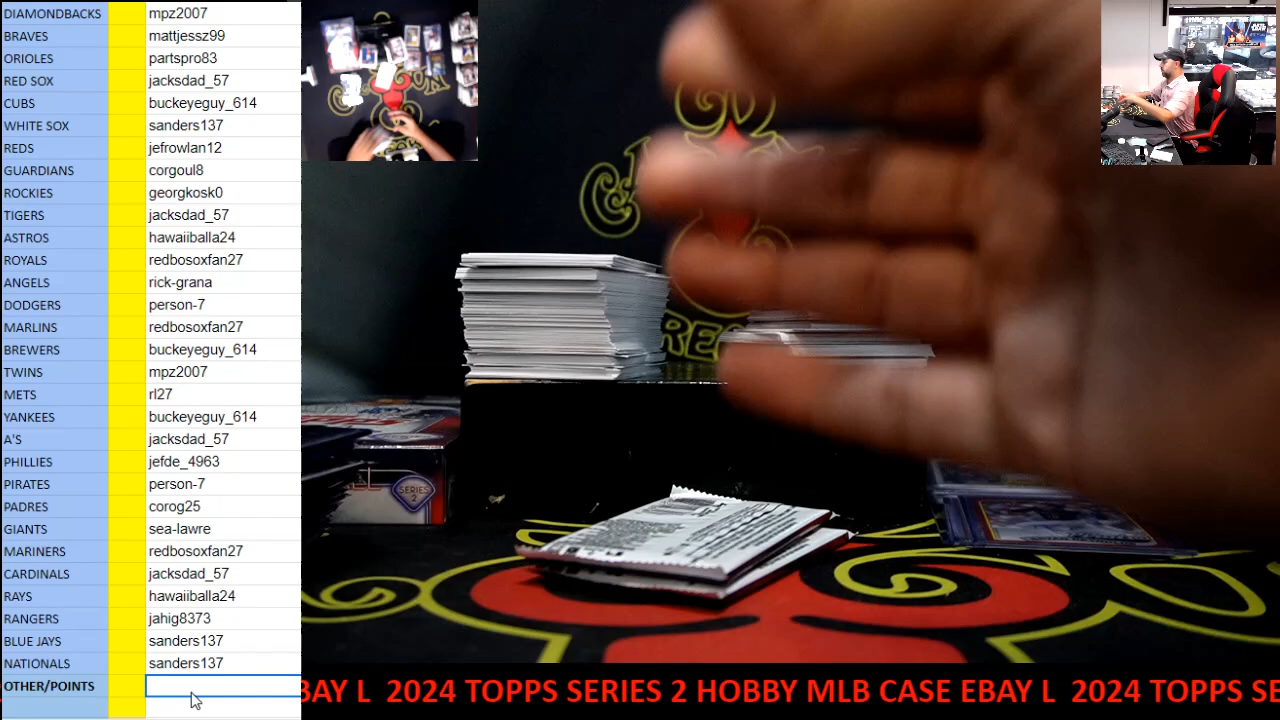 DIAMONDBACKS mpz2007
BRAVES mattjessz99
ORIOLES partspro83
RED SOX jacksdad_57
CUBS buckeyeguy_614
WHITE SOX sanders137
REDS jefrowlan12
GUARDIANS corgoul8
ROCKIES georgkosk0
TIGERS jacksdad_57
ASTROS hawaiiballa24
ROYALS redbosoxfan27
ANGELS rick-grana
DODGERS person-7
MARLINS redbosoxfan27
BREWERS buckeyeguy_614
TWINS mpz2007
METS rl27
YANKEES buckeyeguy_614
A'S jacksdad_57
PHILLIES jefde_4963
PIRATES person-7
PADRES corog25
GIANTS sea-lawre
MARINERS redbosoxfan27
CARDINALS jacksdad_57
RAYS hawaiiballa24
RANGERS jahig8373
BLUE JAYS sanders137
NATIONALS sanders137
OTHER/POINTS
SERIES 2
BAY L 2024 TOPPS SERIES 2 HOBBY MLB CASE EBAY L 2024 TOPPS SE